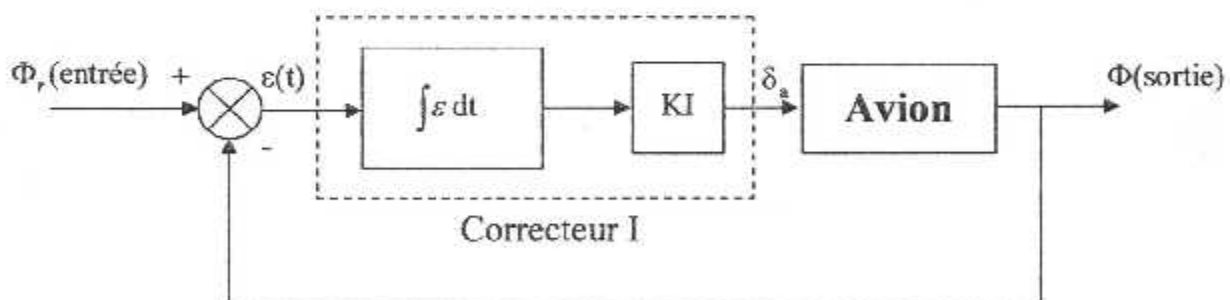 Φr(entrée)
+
-
ε(t)
∫ε dt
KI
δa
Avion
Φ(sortie)
Correcteur I